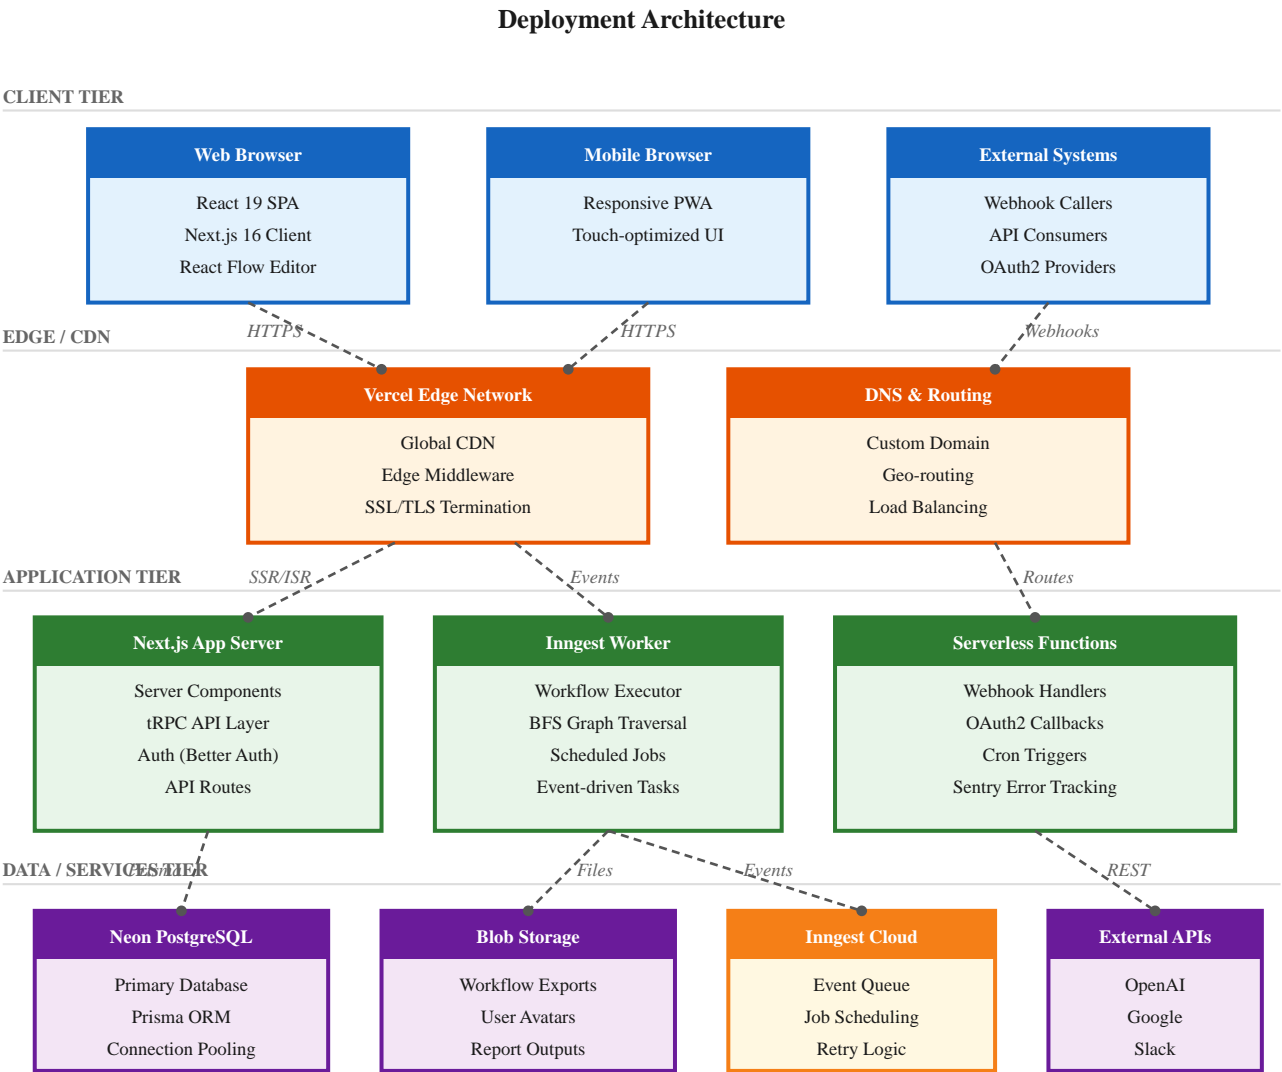 Deployment Architecture
CLIENT TIER
Web Browser
React 19 SPA
Next.js 16 Client
React Flow Editor
Mobile Browser
Responsive PWA
Touch-optimized UI
External Systems
Webhook Callers
API Consumers
OAuth2 Providers
HTTPS
HTTPS
Webhooks
EDGE / CDN
Vercel Edge Network
Global CDN
Edge Middleware
SSL/TLS Termination
DNS & Routing
Custom Domain
Geo-routing
Load Balancing
APPLICATION TIER
SSR/ISR
Events
Routes
Next.js App Server
Server Components
tRPC API Layer
Auth (Better Auth)
API Routes
Inngest Worker
Workflow Executor
BFS Graph Traversal
Scheduled Jobs
Event-driven Tasks
Serverless Functions
Webhook Handlers
OAuth2 Callbacks
Cron Triggers
Sentry Error Tracking
DATA / SERVICES TIER
Files
Events
REST
Neon PostgreSQL
Primary Database
Prisma ORM
Connection Pooling
Blob Storage
Workflow Exports
User Avatars
Report Outputs
Inngest Cloud
Event Queue
Job Scheduling
Retry Logic
External APIs
OpenAI
Google
Slack